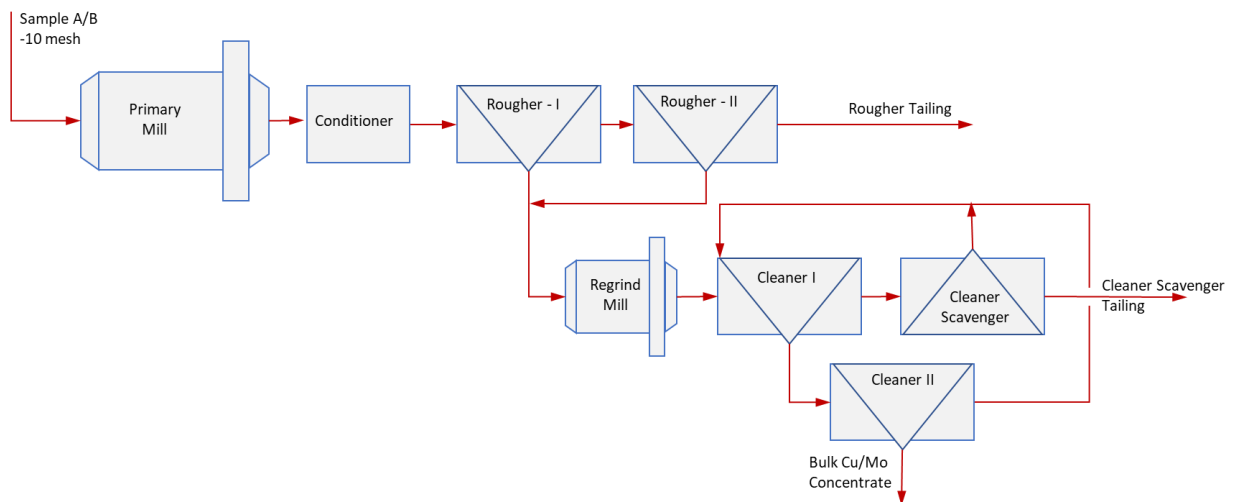 Sample A/B
-10 mesh
Primary
Mill
Conditioner
Rougher - I
Rougher - II
Rougher Tailing
Regrind
Mill
Cleaner I
Cleaner
Scavenger
Cleaner Scavenger
Tailing
Cleaner II
Bulk Cu/Mo
Concentrate